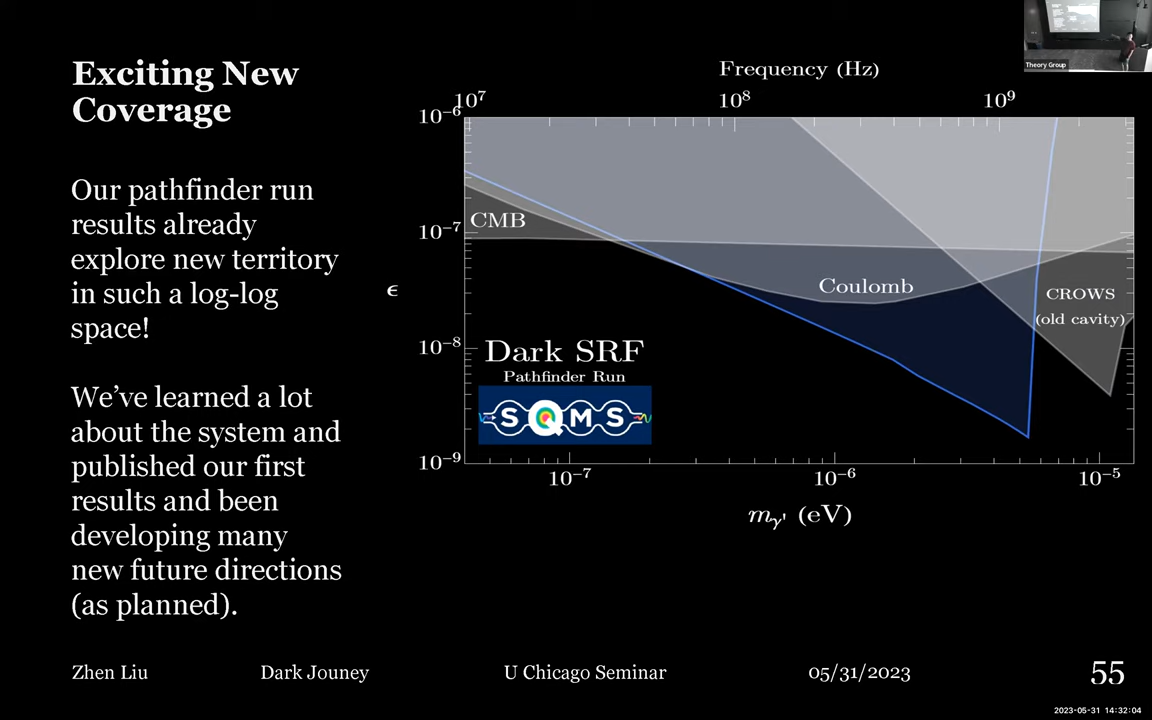 Exciting New
Coverage
Our pathfinder run
results already
explore new territory
in such a log-log
space!
We've learned a lot
about the system and
published our first
results and been
developing many
new future directions
(as planned).
Frequency (Hz)
10⁷ 10⁸ 10⁹
10⁻⁶
10⁻⁷
10⁻⁸
10⁻⁹
ϵ
CMB
Coulomb
CROWS
(old cavity)
Dark SRF
Pathfinder Run
SQMS
10⁻⁷ 10⁻⁶ 10⁻⁵
mγ' (eV)
Theory Group
Zhen Liu Dark Jouney U Chicago Seminar 05/31/2023 55
2023-05-31 14:32:04